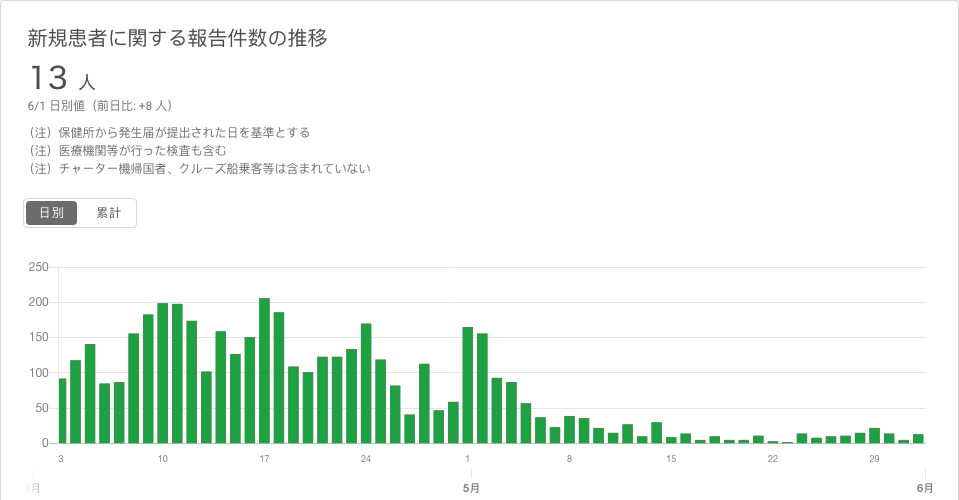 新規患者に関する報告件数の推移
13 人
6/1 日別値（前日比: +8 人）
（注）保健所から発生届が提出された日を基準とする
（注）医療機関等が行った検査も含む
（注）チャーター機帰国者、クルーズ船乗客等は含まれていない
日別 累計
250
200
150
100
50
0
3 10 17 24 1 8 15 22 29
4月 5月 6月